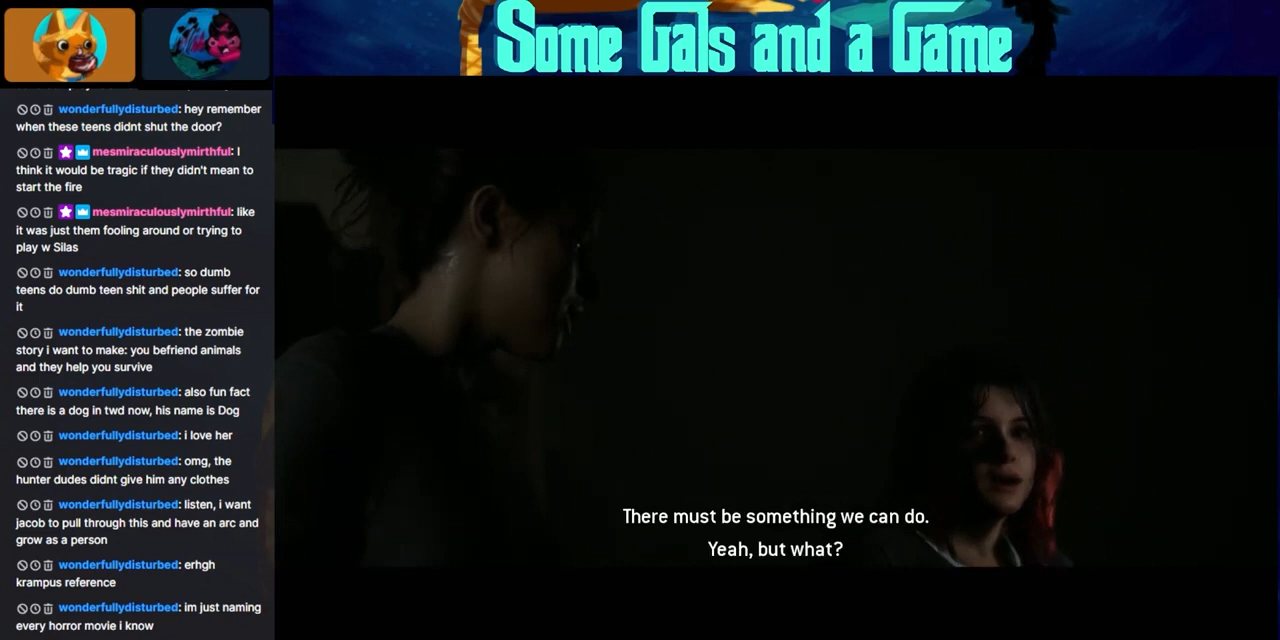 Some Gals and a Game
wonderfullydisturbed: hey remember
when these teens didnt shut the door?
mesmiraculouslymirthful: I
think it would be tragic if they didn't mean to
start the fire
mesmiraculouslymirthful: like
it was just them fooling around or trying to
play w Silas
wonderfullydisturbed: so dumb
teens do dumb teen shit and people suffer for
it
wonderfullydisturbed: the zombie
story i want to make: you befriend animals
and they help you survive
wonderfullydisturbed: also fun fact
there is a dog in twd now, his name is Dog
wonderfullydisturbed: i love her
wonderfullydisturbed: omg, the
hunter dudes didnt give him any clothes
wonderfullydisturbed: listen, i want
jacob to pull through this and have an arc and
grow as a person
wonderfullydisturbed: erhgh
krampus reference
wonderfullydisturbed: im just naming
every horror movie i know
There must be something we can do.
Yeah, but what?